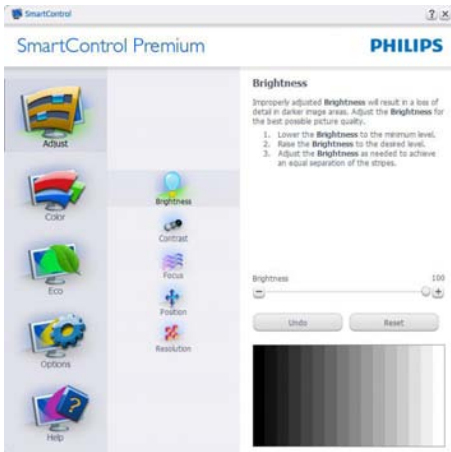 SmartControl
SmartControl Premium
PHILIPS
Adjust
Color
Eco
Options
Help
Brightness
Contrast
Focus
Position
Resolution
Brightness
Improperly adjusted Brightness will result in a loss of
detail in darker image areas. Adjust the Brightness for
the best possible picture quality.
1. Lower the Brightness to the minimum level.
2. Raise the Brightness to the desired level.
3. Adjust the Brightness as needed to achieve
an equal separation of the stripes.
Brightness 100
Undo Reset